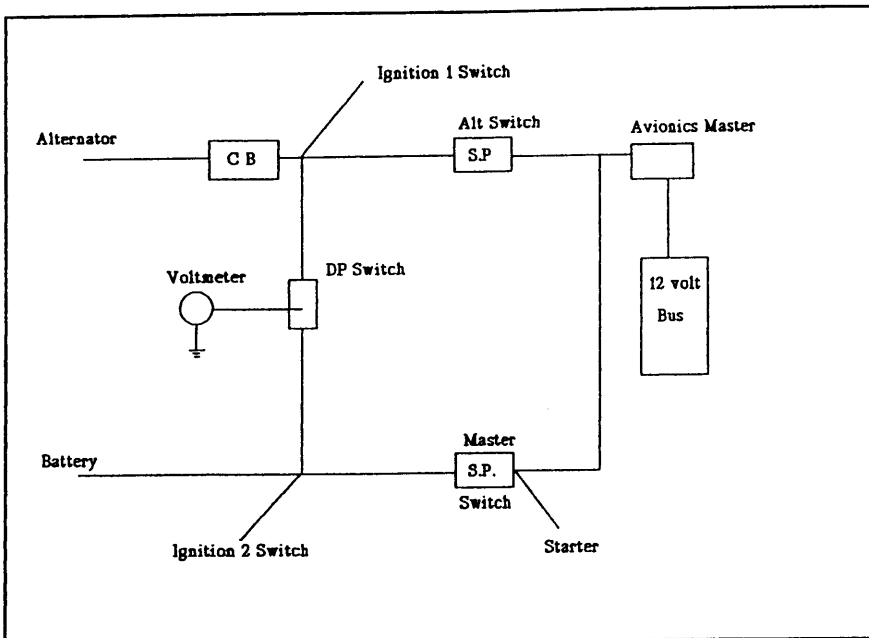 Ignition 1 Switch
Alternator
C B
Alt Switch
S.P
Avionics Master
DP Switch
Voltmeter
12 volt
Bus
Battery
Master
S.P.
Switch
Ignition 2 Switch
Starter